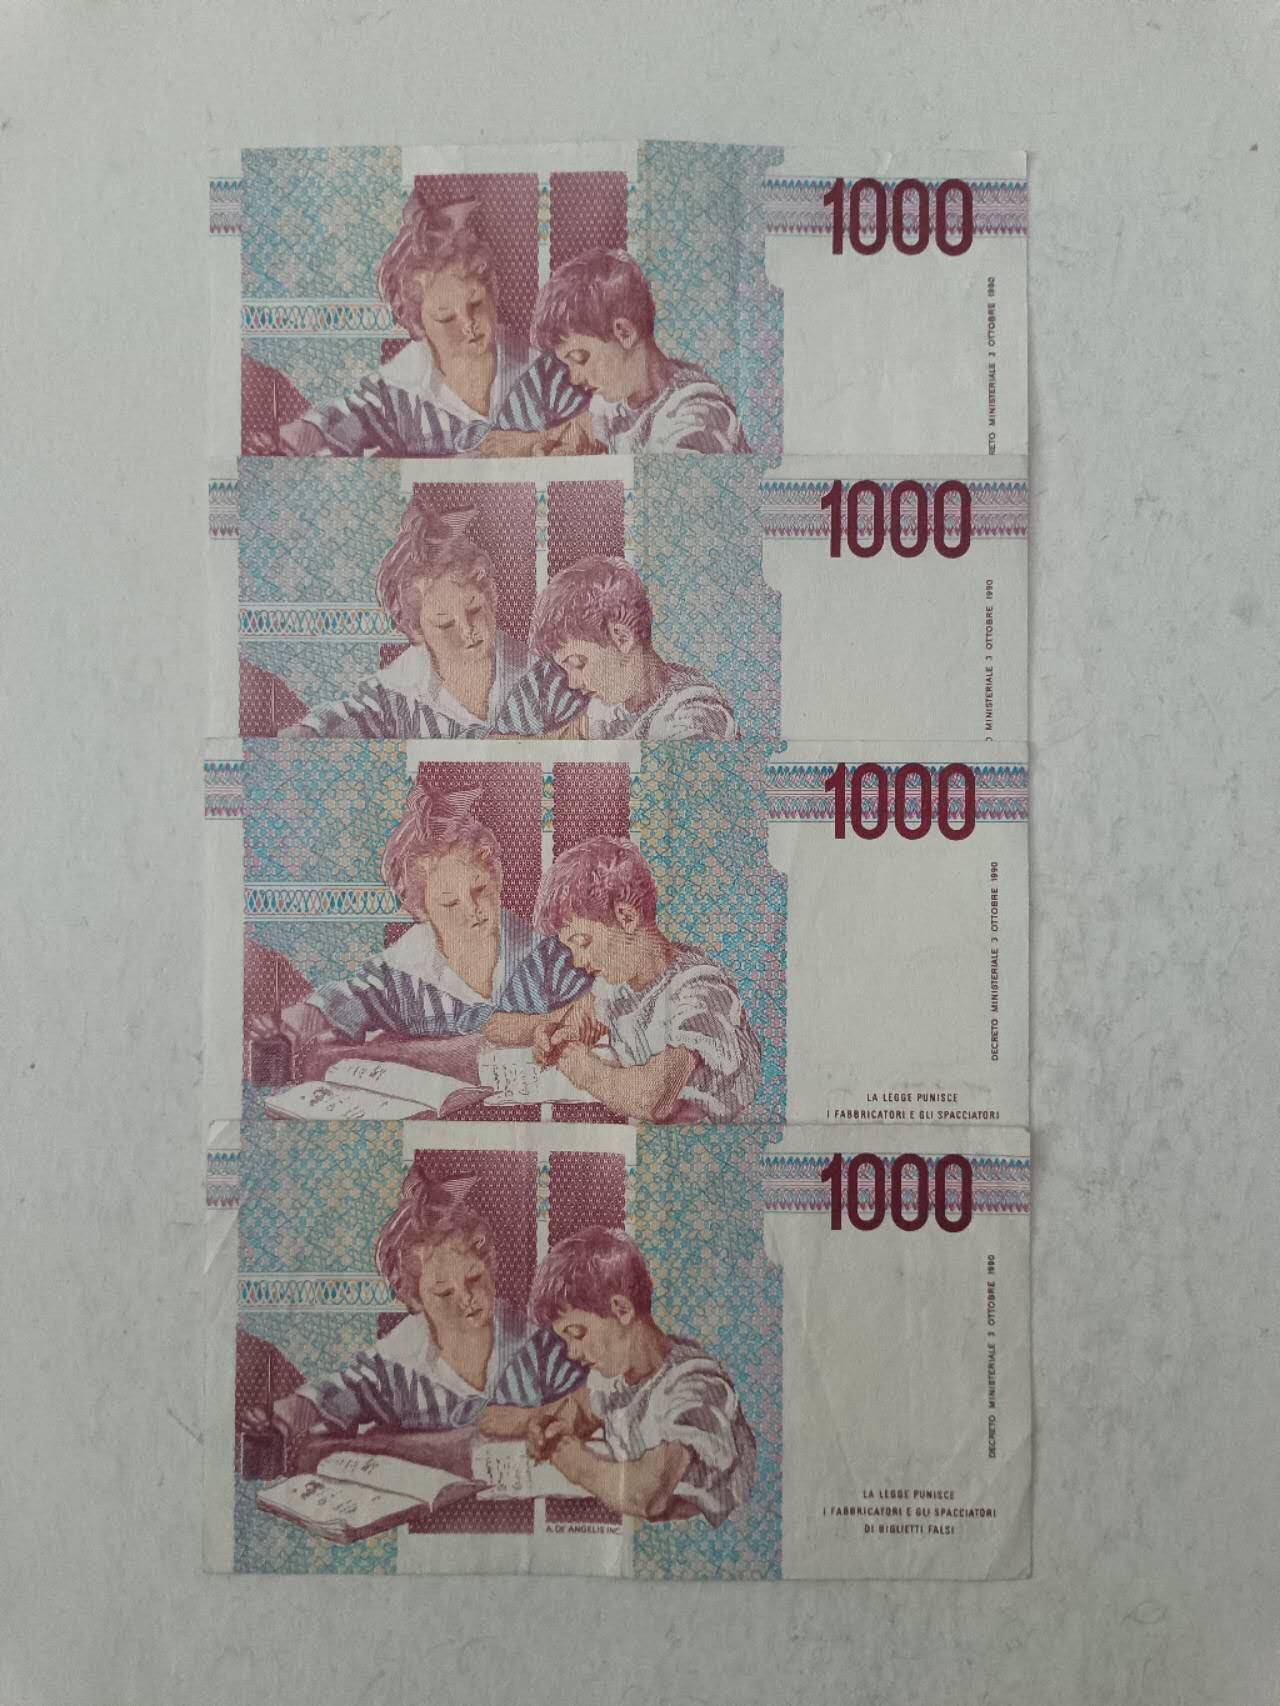 1000
RETO MINISTERIALE 3 OTTOBRE 1990
1000
O MINISTERIALE 3 OTTOBRE 1990
1000
DECRETO MINISTERIALE 3 OTTOBRE 1990
LA LEGGE PUNISCE
I FABBRICATORI E GLI SPACCIATORI
1000
DECRETO MINISTERIALE 3 OTTOBRE 1990
A. DE ANGELIS INC.
LA LEGGE PUNISCE
I FABBRICATORI E GLI SPACCIATORI
DI BIGLIETTI FALSI